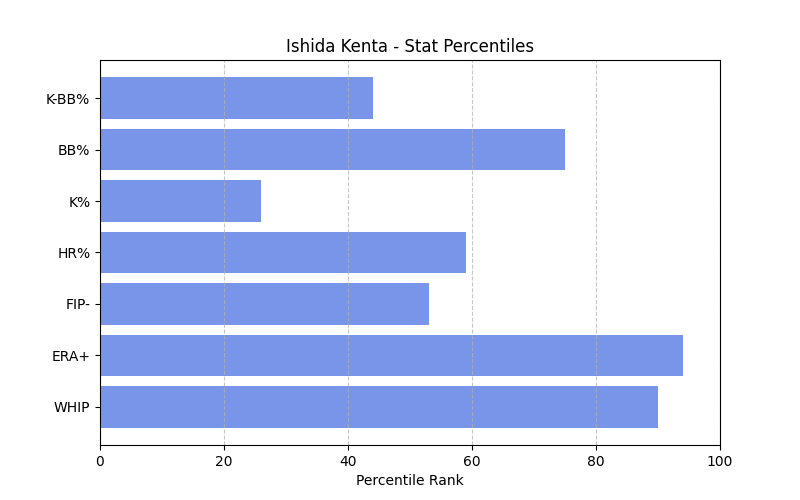 Ishida Kenta - Stat Percentiles
K-BB%
BB%
K%
HR%
FIP-
ERA+
WHIP
0 20 40 60 80 100
Percentile Rank